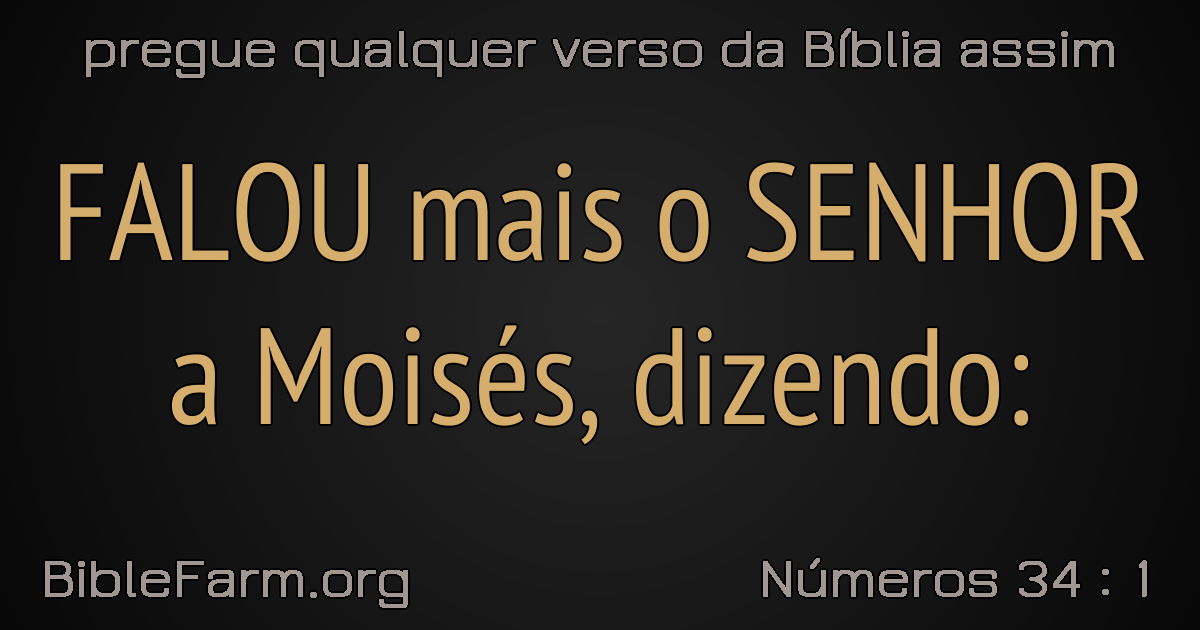 pregue qualquer verso da Bíblia assim
FALOU mais o SENHOR
a Moisés, dizendo:
BibleFarm.org
Números 34 : 1